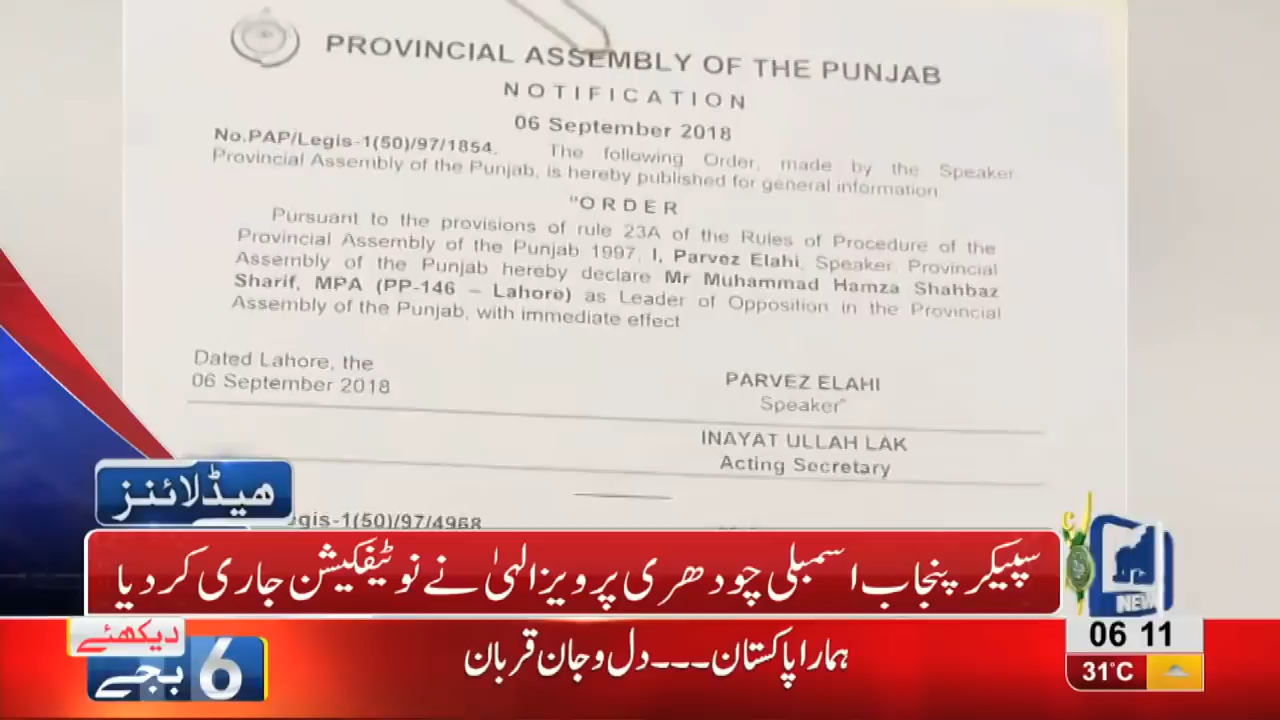 PROVINCIAL ASSEMBLY OF THE PUNJAB
NOTIFICATION
06 September 2018
No.PAP/Legis-1(50)/97/1854. The following Order, made by the Speaker
Provincial Assembly of the Punjab, is hereby published for general information
"ORDER
Pursuant to the provisions of rule 23A of the Rules of Procedure of the
Provincial Assembly of the Punjab 1997, I, Parvez Elahi, Speaker, Provincial
Assembly of the Punjab hereby declare Mr Muhammad Hamza Shahbaz
Sharif, MPA (PP-146 – Lahore) as Leader of Opposition in the Provincial
Assembly of the Punjab, with immediate effect
Dated Lahore, the
06 September 2018
PARVEZ ELAHI
Speaker"
INAYAT ULLAH LAK
Acting Secretary
egis-1(50)/97/4968
ھیڈلائنز
سپیکر پنجاب اسمبلی چودھری پرویز الہیٰ نے نوٹیفکیشن جاری کر دیا
NEWS
دیکھئے
6 بجے
ہمارا پاکستان ۔۔۔ دل و جان قربان
06 11
31°C